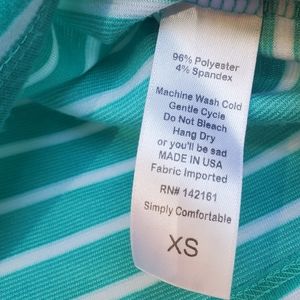 96% Polyester
4% Spandex
Machine Wash Cold
Gentle Cycle
Do Not Bleach
Hang Dry
or you'll be sad
MADE IN USA
Fabric Imported
RN# 142161
Simply Comfortable
XS